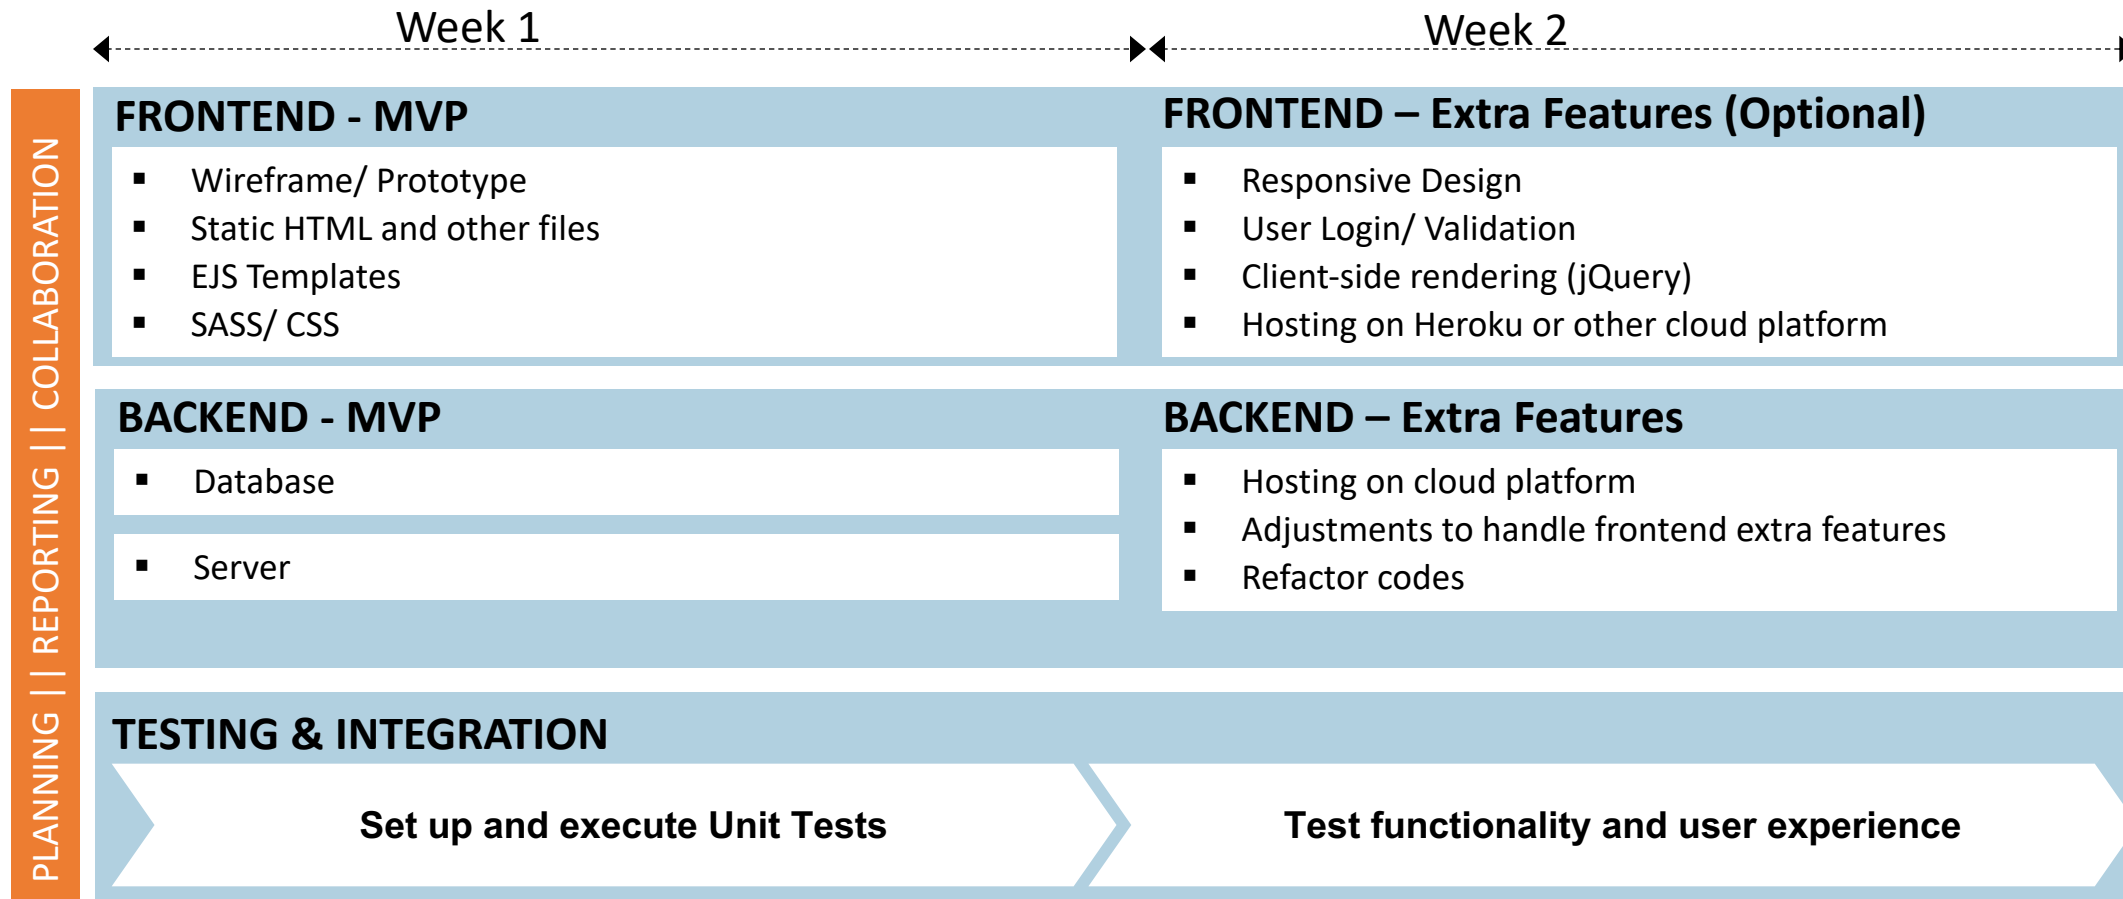 Week 1
Week 2
PLANNING || REPORTING || COLLABORATION
FRONTEND - MVP
▪ Wireframe/ Prototype
▪ Static HTML and other files
▪ EJS Templates
▪ SASS/ CSS
FRONTEND – Extra Features (Optional)
▪ Responsive Design
▪ User Login/ Validation
▪ Client-side rendering (jQuery)
▪ Hosting on Heroku or other cloud platform
BACKEND - MVP
▪ Database
▪ Server
BACKEND – Extra Features
▪ Hosting on cloud platform
▪ Adjustments to handle frontend extra features
▪ Refactor codes
TESTING & INTEGRATION
Set up and execute Unit Tests
Test functionality and user experience